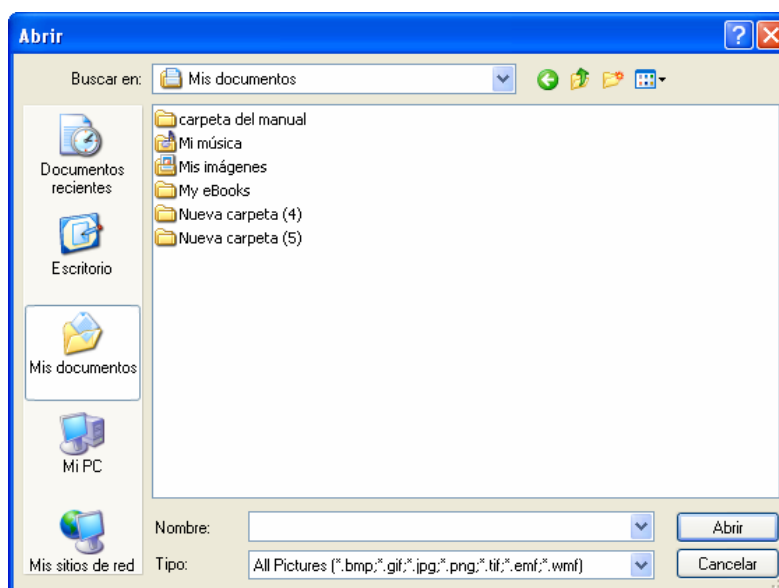 Abrir
Buscar en: Mis documentos
Documentos
recientes
Escritorio
Mis documentos
Mi PC
Mis sitios de red
carpeta del manual
Mi música
Mis imágenes
My eBooks
Nueva carpeta (4)
Nueva carpeta (5)
Nombre: Abrir
Tipo: All Pictures (*.bmp;*.gif;*.jpg;*.png;*.tif;*.emf;*.wmf) Cancelar